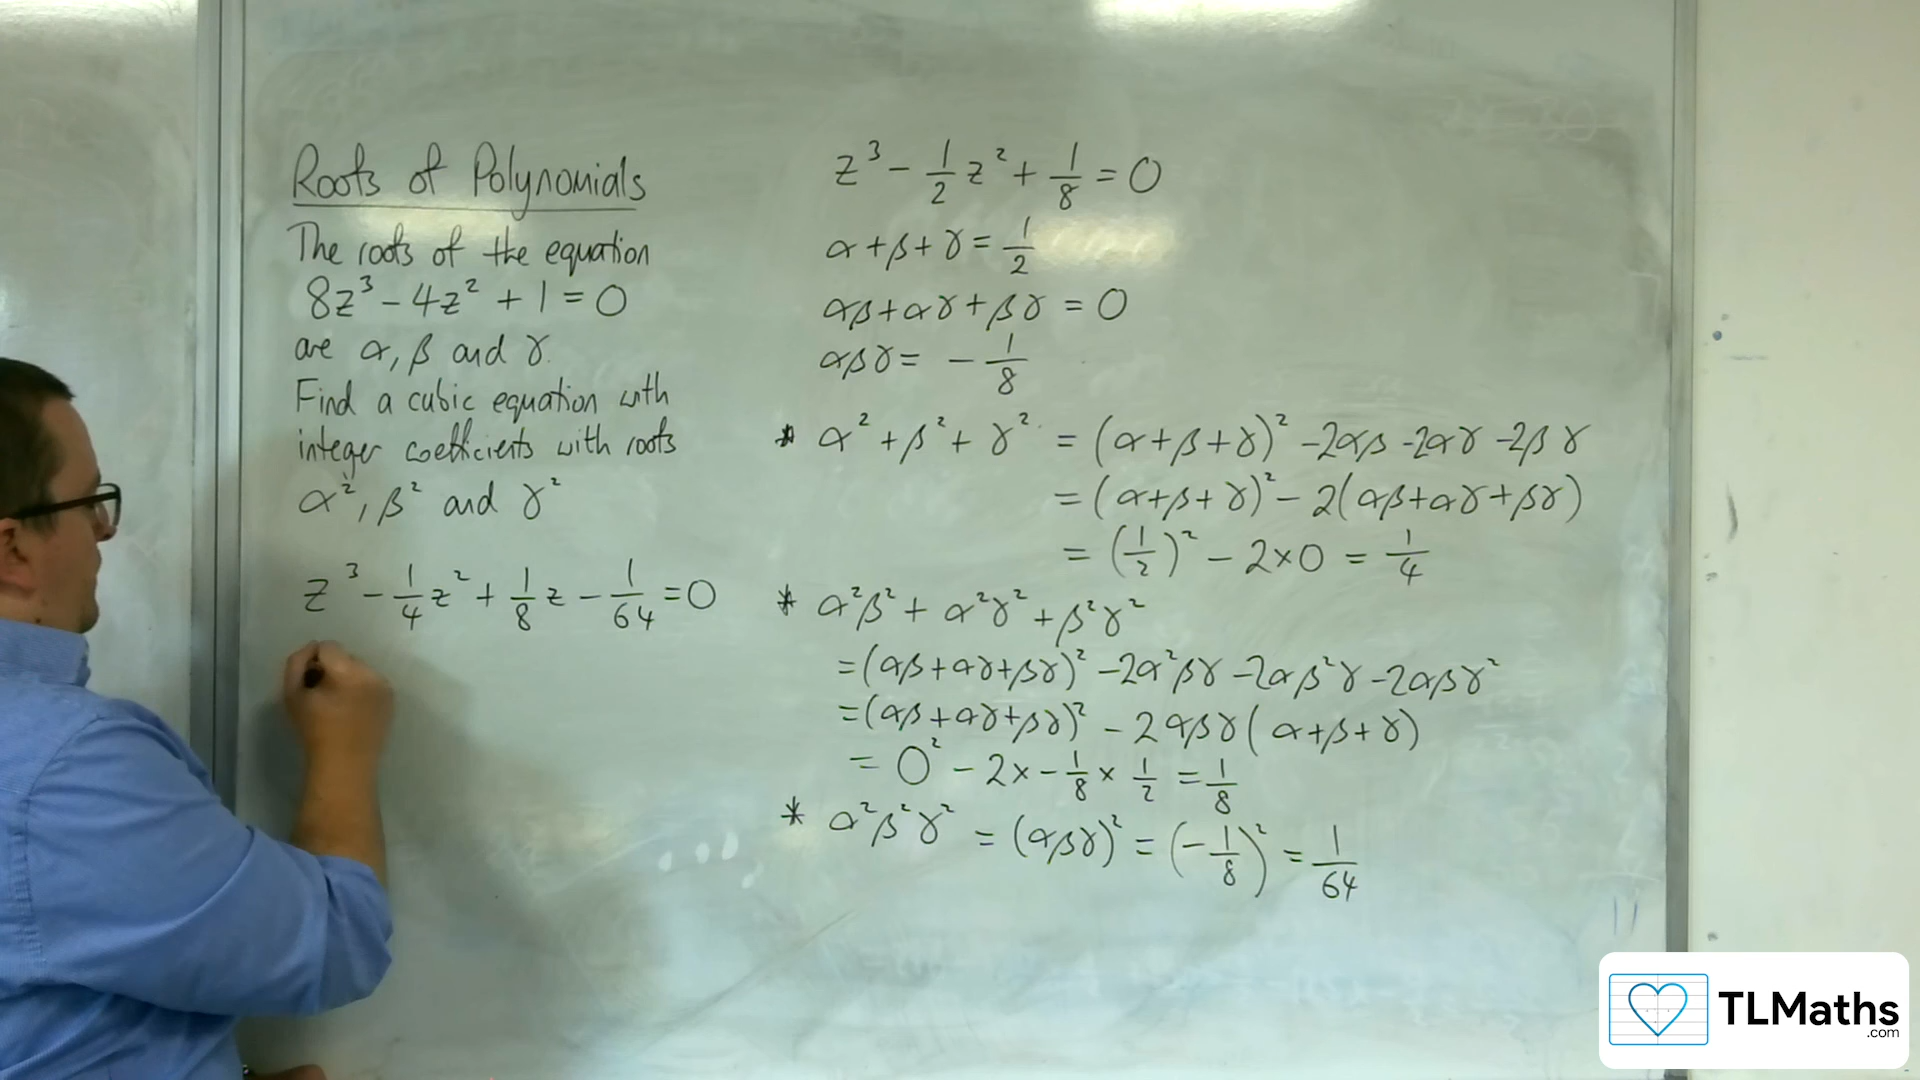 Roots of Polynomials
The roots of the equation
8z³ - 4z² + 1 = 0
are α, β and γ.
Find a cubic equation with
integer coefficients with roots
α², β² and γ²
z³ - 1/4 z² + 1/8 z - 1/64 = 0
z³ - 1/2 z² + 1/8 = 0
α + β + γ = 1/2
αβ + αγ + βγ = 0
αβγ = - 1/8
* α² + β² + γ² = (α + β + γ)² - 2αβ - 2αγ - 2βγ
= (α + β + γ)² - 2(αβ + αγ + βγ)
= (1/2)² - 2×0 = 1/4
* α²β² + α²γ² + β²γ²
= (αβ + αγ + βγ)² - 2α²βγ - 2αβ²γ - 2αβγ²
= (αβ + αγ + βγ)² - 2αβγ(α + β + γ)
= 0² - 2 × - 1/8 × 1/2 = 1/8
* α²β²γ² = (αβγ)² = (- 1/8)² = 1/64
TLMaths
.com